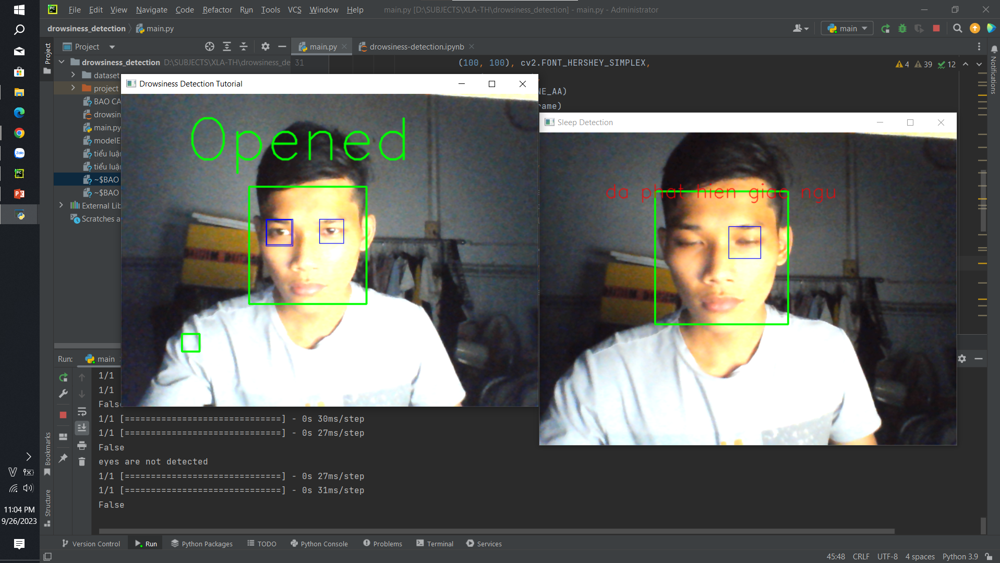 File Edit View Navigate Code Refactor Run Tools VCS Window Help main.py [D:\SUBJECTS\XLA-TH\drowsiness_detection] - main.py - Administrator
drowsiness_detection main.py main
Project main.py drowsiness-detection.ipynb
Project
Notifications
drowsiness_detection D:\SUBJECTS\XLA-TH\drowsiness_de 31 (100, 100), cv2.FONT_HERSHEY_SIMPLEX, 4 39 12
dataset
Drowsiness Detection Tutorial
project NE_AA)
BAO CA rame)
drowsin
main.py
modelE
tiểu luận
tiểu luận
~$BAO
~$BAO
External Lib
Scratches a
Opened
Sleep Detection
da phat hien giac ngu
Run: main
1/1
1/1
False
1/1 [==============================] - 0s 30ms/step
1/1 [==============================] - 0s 27ms/step
False
eyes are not detected
1/1 [==============================] - 0s 27ms/step
1/1 [==============================] - 0s 31ms/step
False
Bookmarks
Structure
Zalo
11:04 PM
9/26/2023
Version Control Run Python Packages TODO Python Console Problems Terminal Services
45:48 CRLF UTF-8 4 spaces Python 3.9